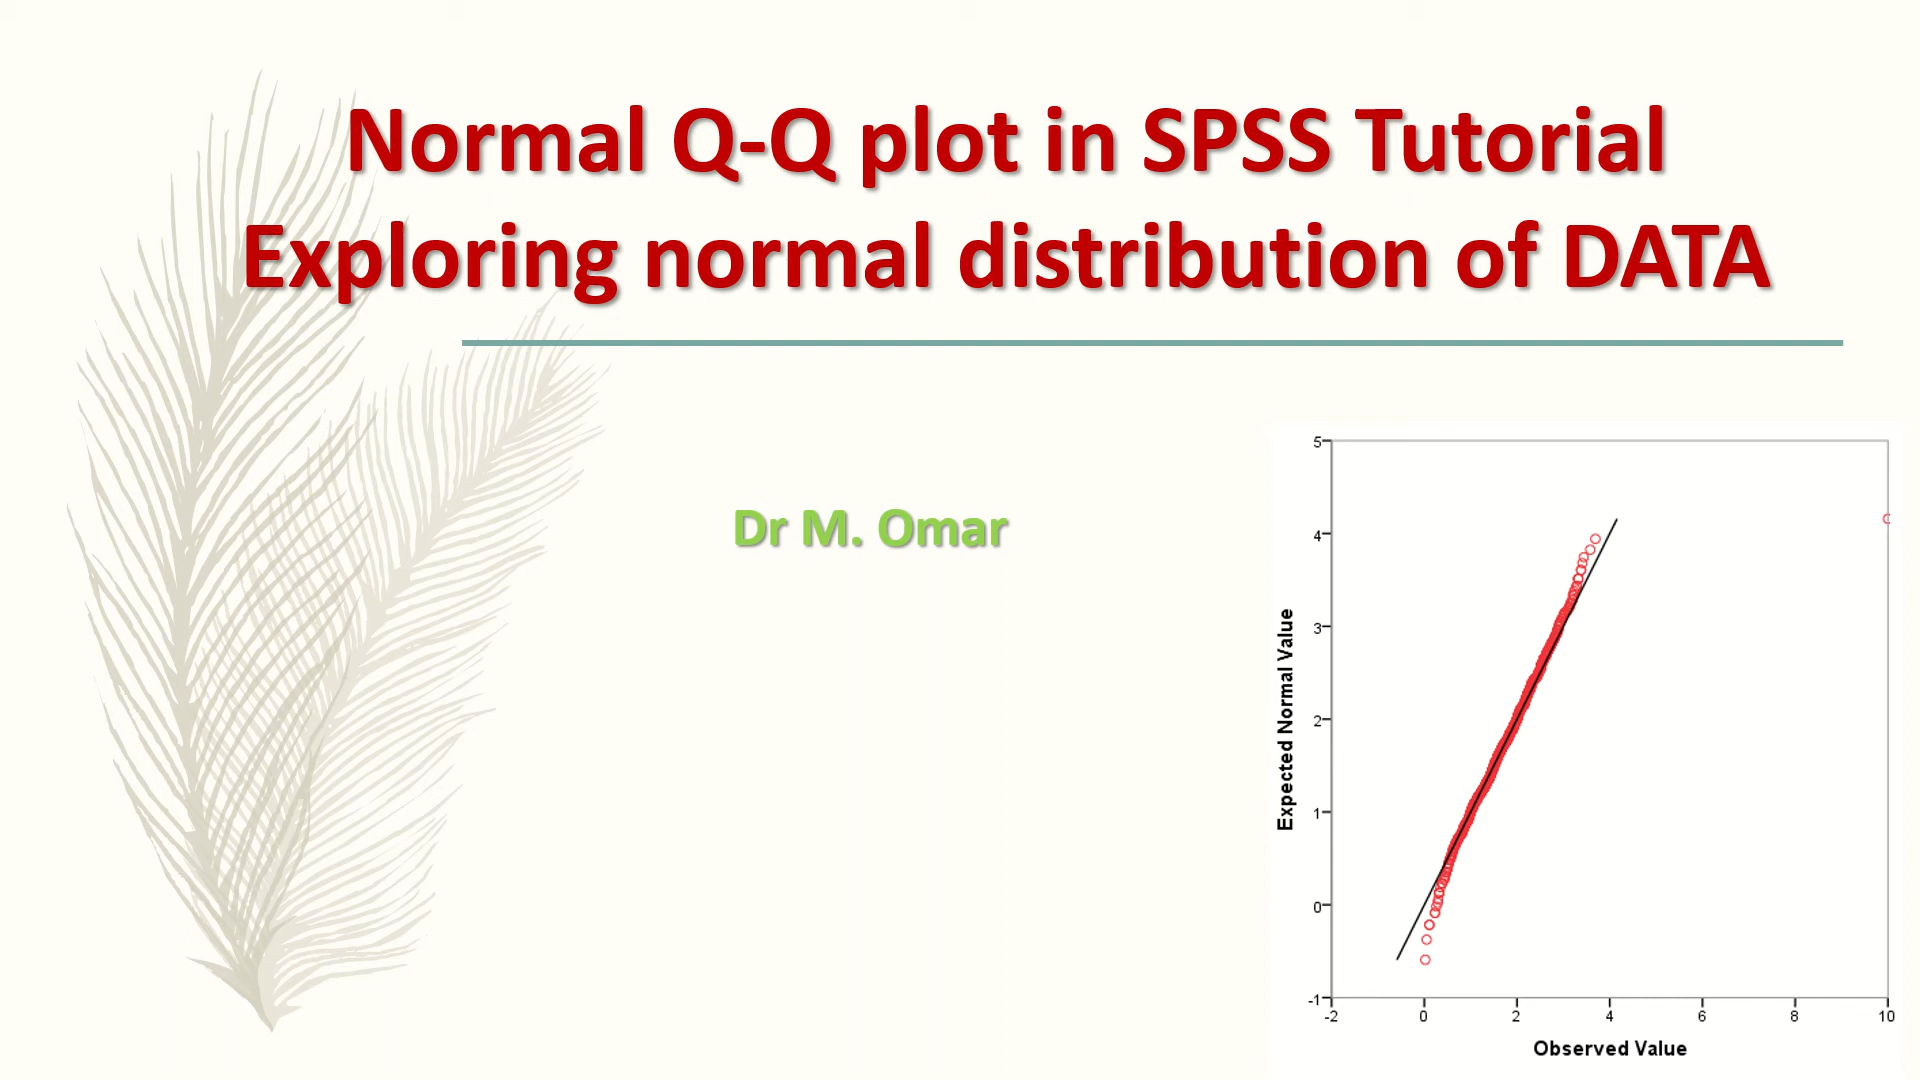 Normal Q-Q plot in SPSS Tutorial
Exploring normal distribution of DATA
Dr M. Omar
5
4
3
2
1
0
-1
Expected Normal Value
-2 0 2 4 6 8 10
Observed Value